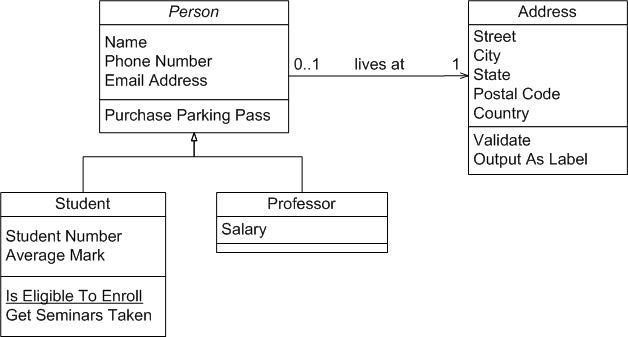 Person
Name
Phone Number
Email Address
Purchase Parking Pass
0..1 lives at 1
Address
Street
City
State
Postal Code
Country
Validate
Output As Label
Student
Student Number
Average Mark
Is Eligible To Enroll
Get Seminars Taken
Professor
Salary